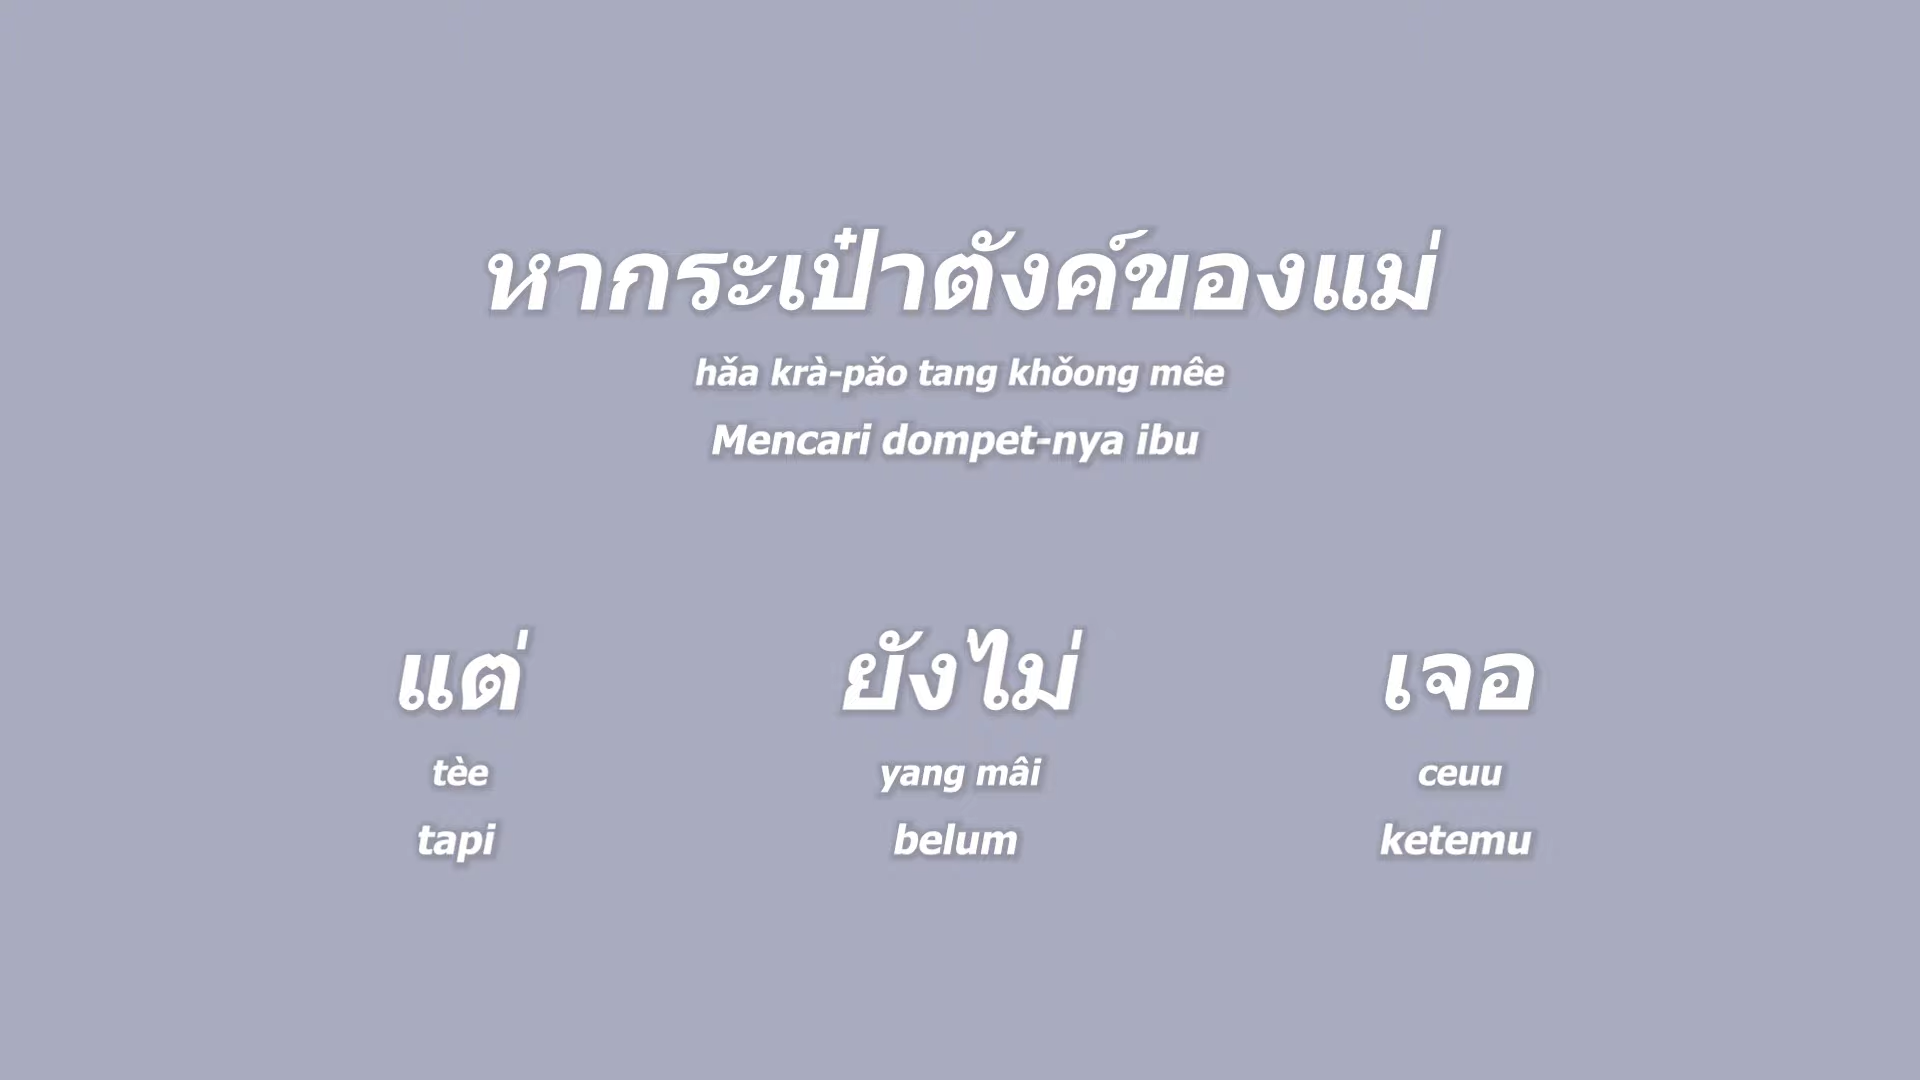 หากระเป๋าตังค์ของแม่
hǎa krà-pǎo tang khǒong mêe
Mencari dompet-nya ibu
แต่ ยังไม่ เจอ
tèe yang mâi ceuu
tapi belum ketemu